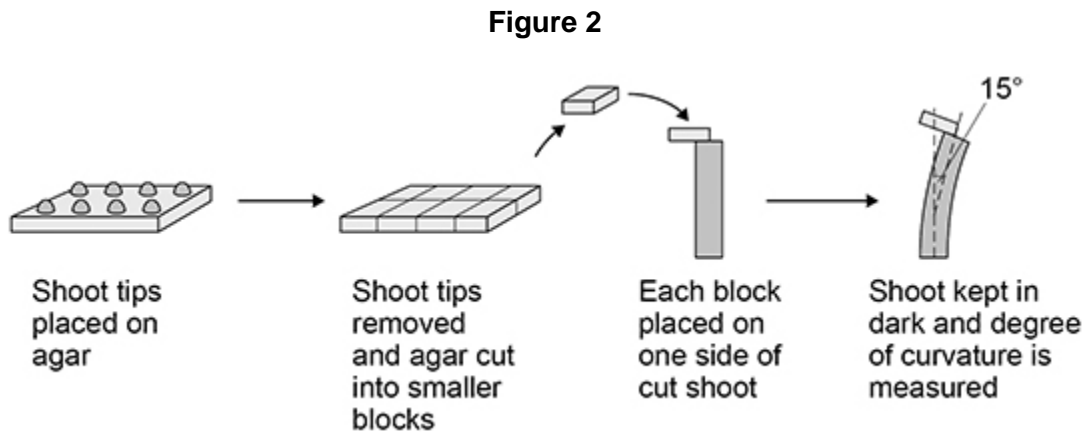 Figure 2
15°
Shoot tips
placed on
agar
Shoot tips
removed
and agar cut
into smaller
blocks
Each block
placed on
one side of
cut shoot
Shoot kept in
dark and degree
of curvature is
measured